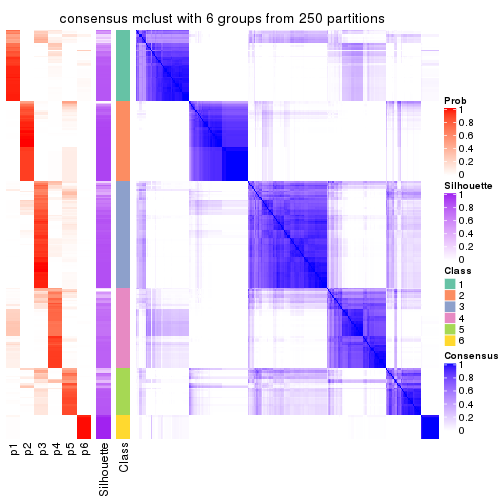 consensus mclust with 6 groups from 250 partitions
Prob
1
0.8
0.6
0.4
0.2
0
Silhouette
1
0.8
0.6
0.4
0.2
0
Class
1
2
3
4
5
6
Consensus
1
0.8
0.6
0.4
0.2
0
p1
p2
p3
p4
p5
p6
Silhouette
Class